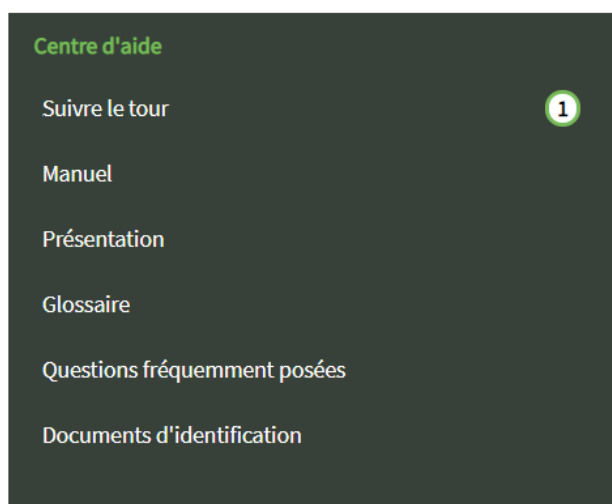 Centre d'aide
Suivre le tour 1
Manuel
Présentation
Glossaire
Questions fréquemment posées
Documents d'identification